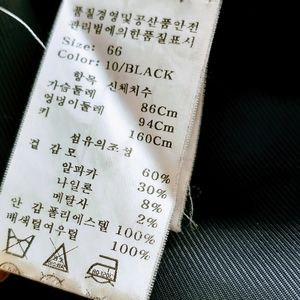 품질경영및공산품안전
관리법에의한품질표시
Size: 66
Color: 10/BLACK
항목 신체치수
가슴둘레 86Cm
엉덩이둘레 94Cm
키 160Cm
섬유의조성
겉 감모 60%
알파카 30%
나일론 8%
메탈사 2%
안 감폴리에스텔 100%
배색털여우털 100%